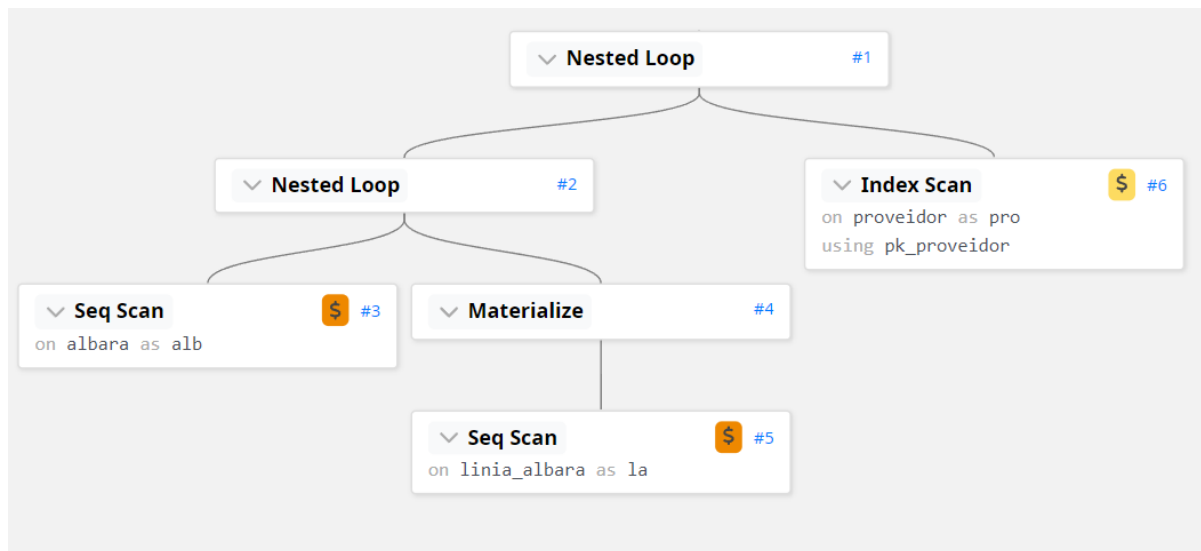 Nested Loop #1
Nested Loop #2
Index Scan $ #6
on proveidor as pro
using pk_proveidor
Seq Scan $ #3
on albara as alb
Materialize #4
Seq Scan $ #5
on linia_albara as la